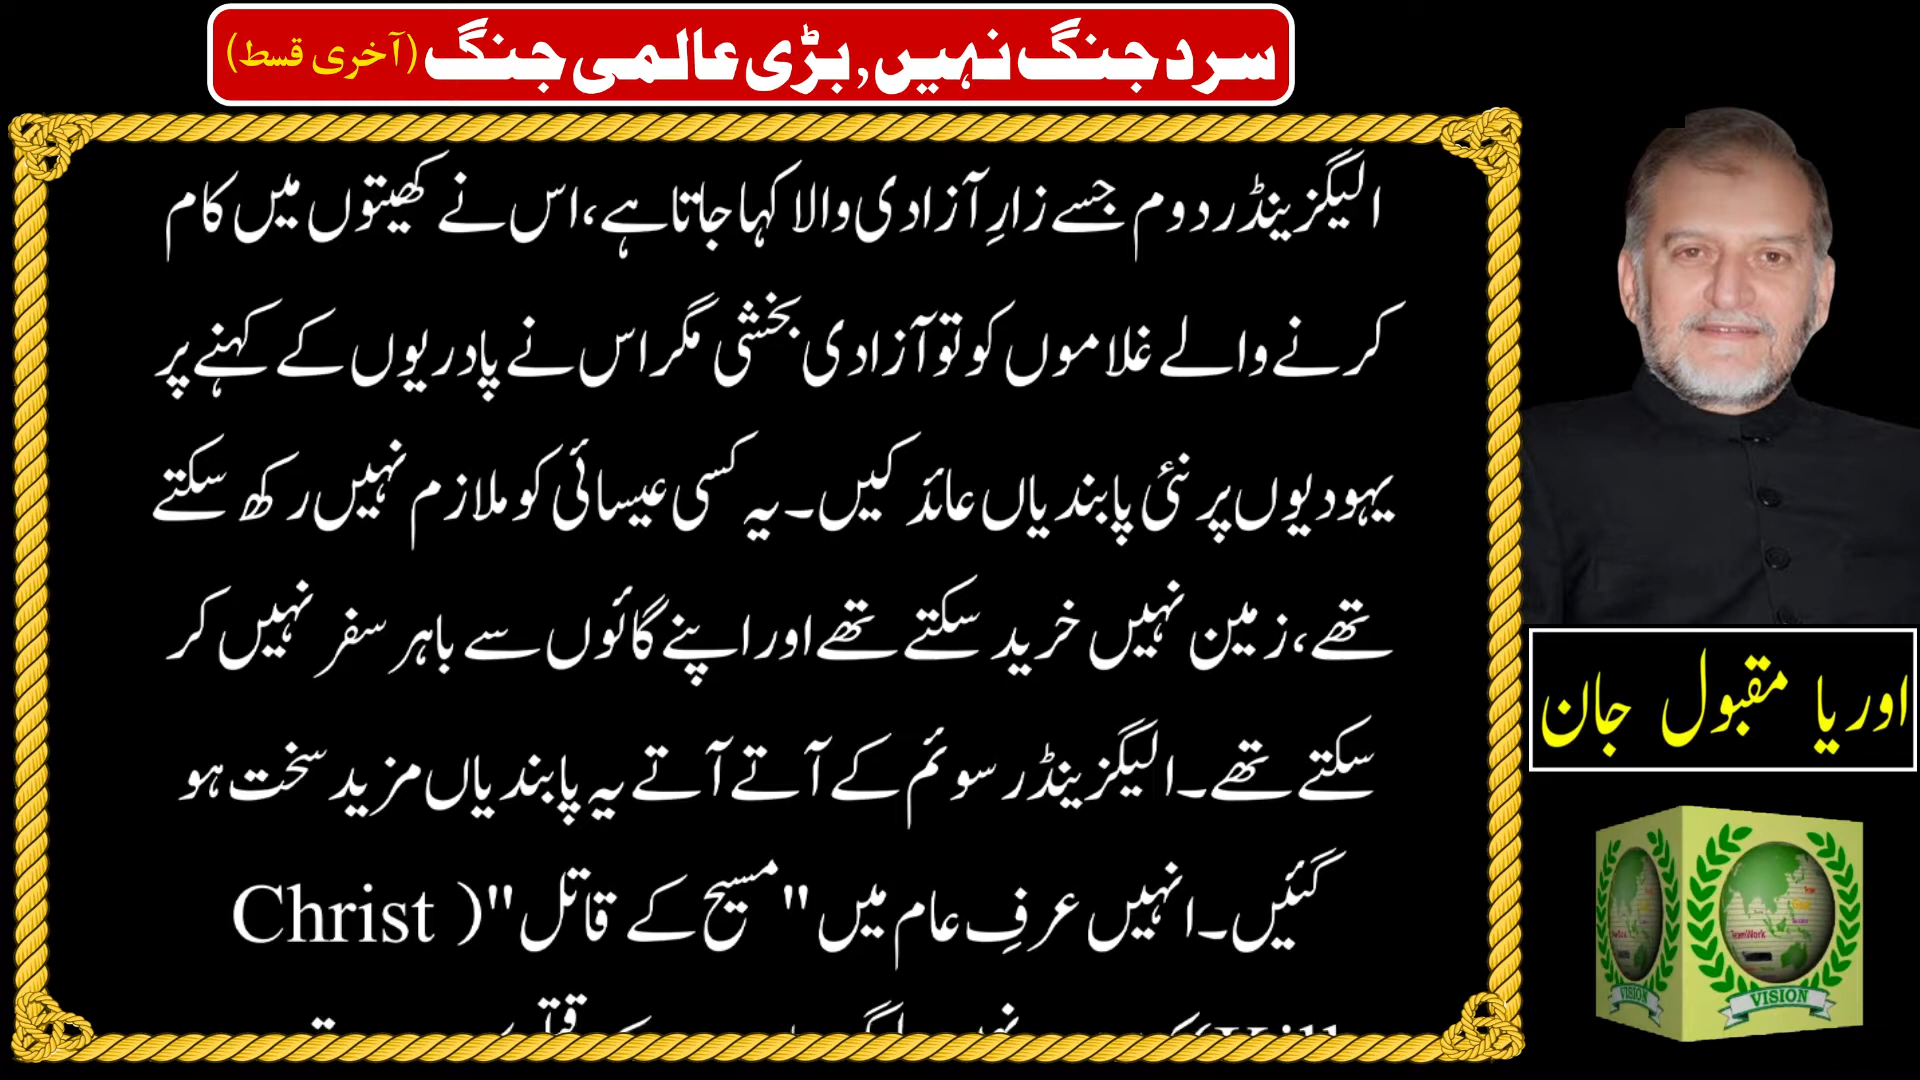 سرد جنگ نہیں, بڑی عالمی جنگ (آخری قسط)
الیگزینڈر دوم جسے زارِ آزادی والا کہا جاتا ہے، اس نے کھیتوں میں کام
کرنے والے غلاموں کو تو آزادی بخشی مگر اس نے پادریوں کے کہنے پر
یہودیوں پر نئی پابندیاں عائد کیں۔ یہ کسی عیسائی کو ملازم نہیں رکھ سکتے
تھے، زمین نہیں خرید سکتے تھے اور اپنے گائوں سے باہر سفر نہیں کر
سکتے تھے۔ الیگزینڈر سوئم کے آتے آتے یہ پابندیاں مزید سخت ہو
گئیں۔ انہیں عرفِ عام میں "مسیح کے قاتل" (Christ
اوریا مقبول جان
TeamWork
VISION
VISION